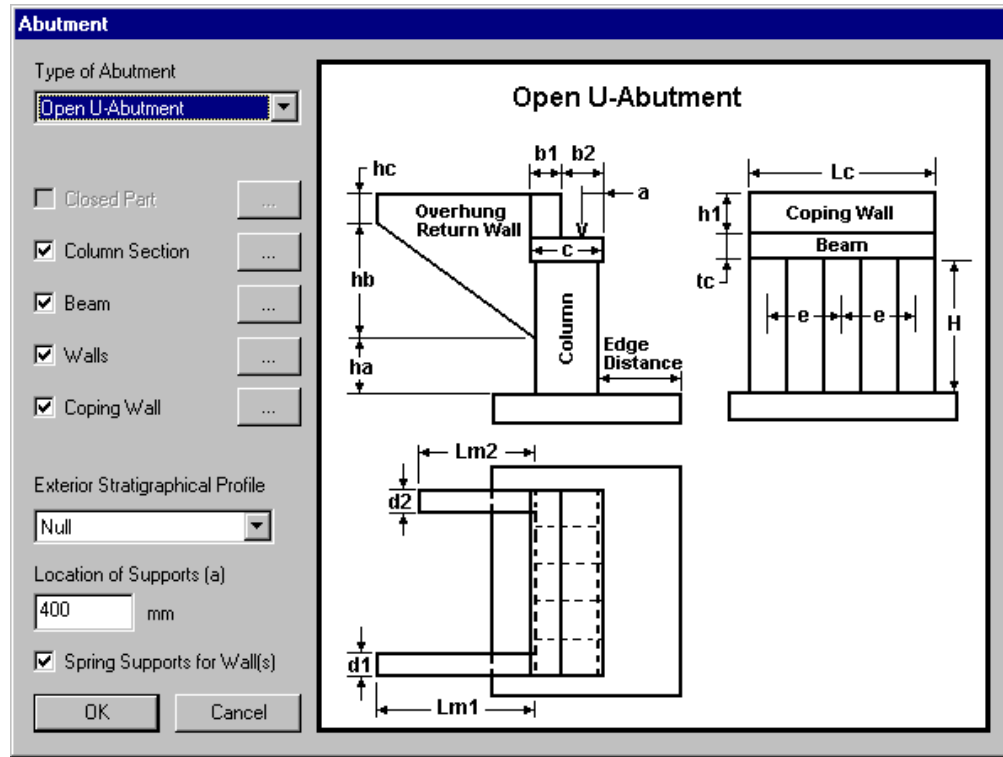 Abutment
Type of Abutment
Open U-Abutment
Closed Part
...
Column Section
...
Beam
...
Walls
...
Coping Wall
...
Exterior Stratigraphical Profile
Null
Location of Supports (a)
400 mm
Spring Supports for Wall(s)
OK Cancel
Open U-Abutment
b1 b2
hc
a
Overhung
Return Wall
c
hb
Column
ha
Edge
Distance
Lc
h1
Coping Wall
Beam
tc
e e
H
Lm2
d2
d1
Lm1